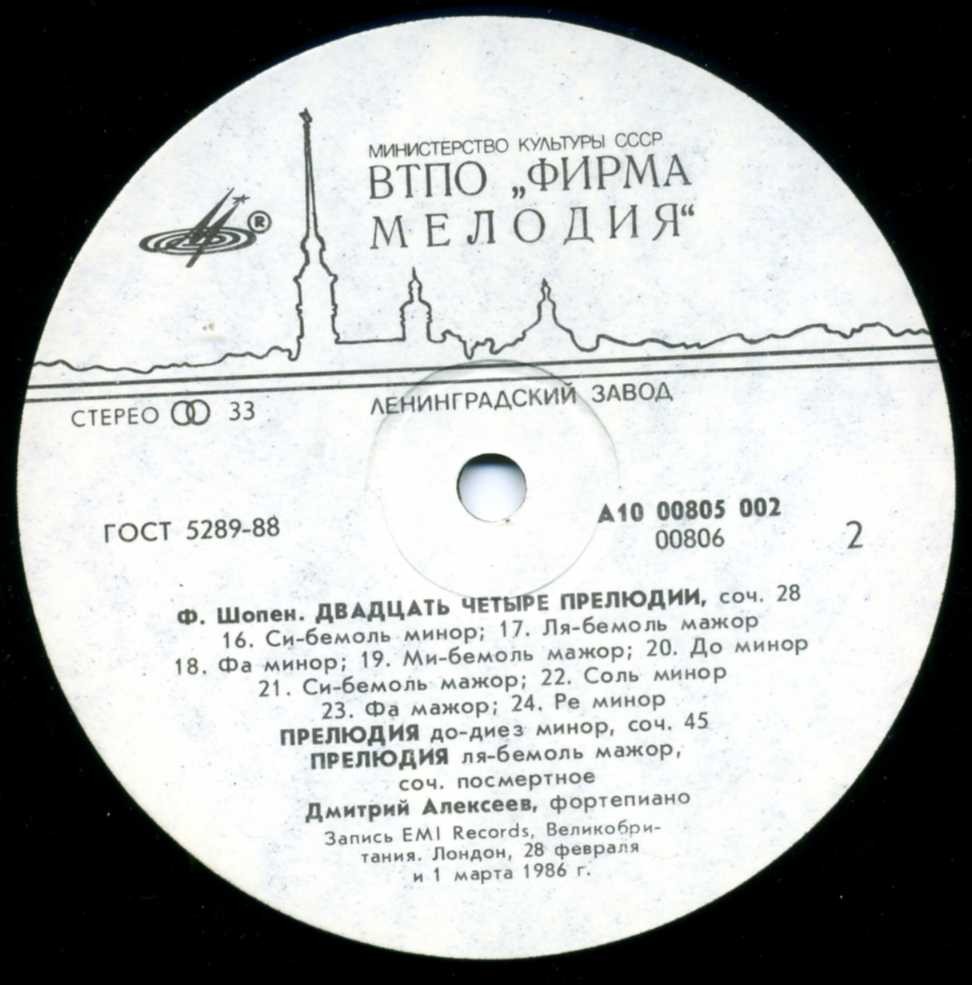 МИНИСТЕРСТВО КУЛЬТУРЫ СССР
ВТПО „ФИРМА
МЕЛОДИЯ“
®
СТЕРЕО 33
ЛЕНИНГРАДСКИЙ ЗАВОД
ГОСТ 5289-88
А10 00805 002
00806
2
Ф. Шопен. ДВАДЦАТЬ ЧЕТЫРЕ ПРЕЛЮДИИ, соч. 28
16. Си-бемоль минор; 17. Ля-бемоль мажор
18. Фа минор; 19. Ми-бемоль мажор; 20. До минор
21. Си-бемоль мажор; 22. Соль минор
23. Фа мажор; 24. Ре минор
ПРЕЛЮДИЯ до-диез минор, соч. 45
ПРЕЛЮДИЯ ля-бемоль мажор,
соч. посмертное
Дмитрий Алексеев, фортепиано
Запись EMI Records, Великобри-
тания. Лондон, 28 февраля
и 1 марта 1986 г.